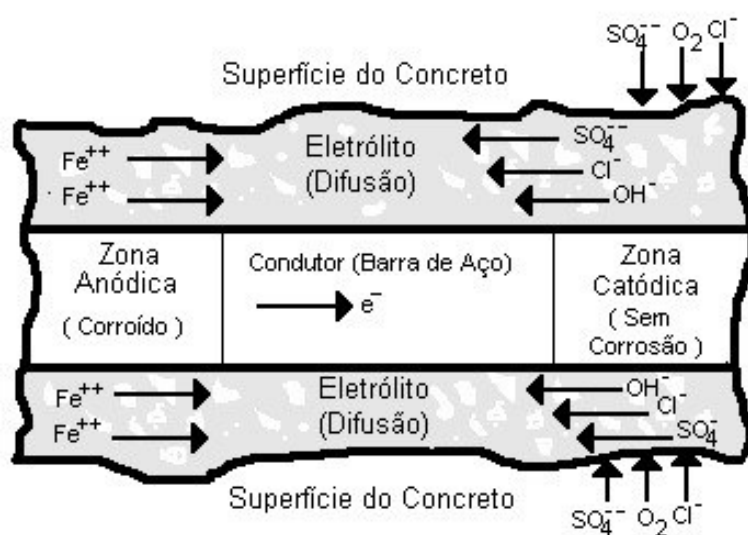 SO₄⁻⁻ O₂ Cl⁻
Superfície do Concreto
Fe⁺⁺
Fe⁺⁺
Eletrólito
(Difusão)
SO₄⁻⁻
Cl⁻
OH⁻
Zona
Anódica
( Corroído )
Condutor (Barra de Aço)
e⁻
Zona
Catódica
( Sem
Corrosão )
Fe⁺⁺
Fe⁺⁺
Eletrólito
(Difusão)
OH⁻
Cl⁻
SO₄⁻
Superfície do Concreto
SO₄⁻⁻ O₂ Cl⁻